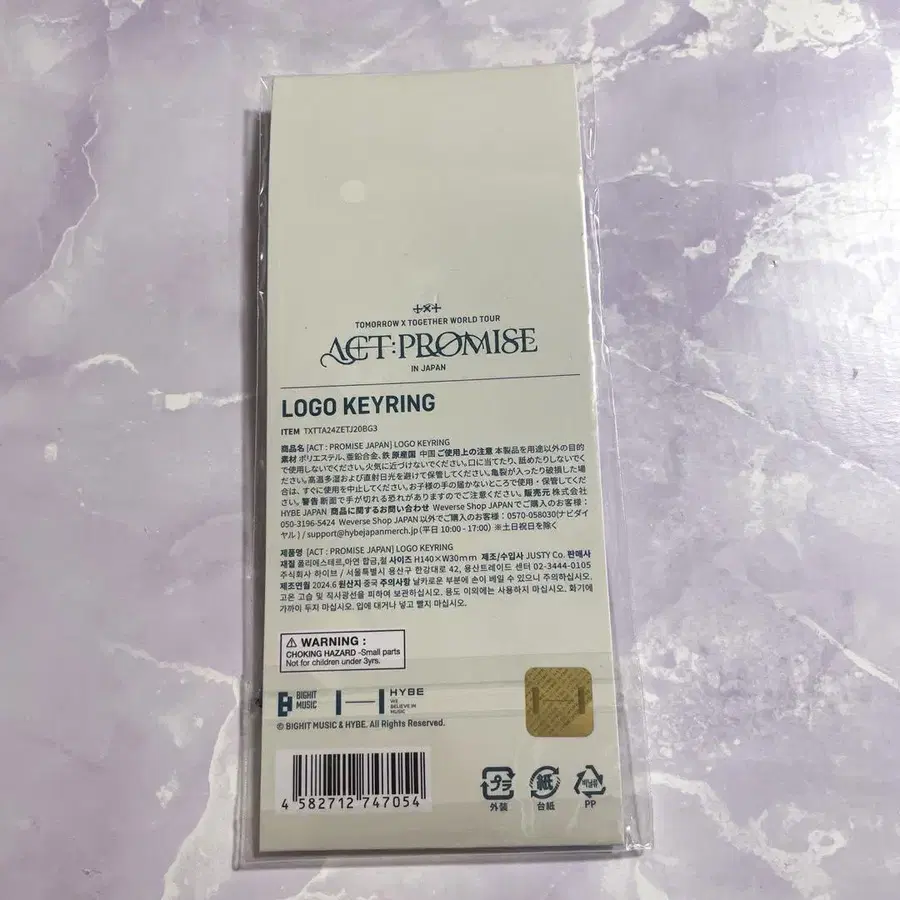 TOMORROW X TOGETHER WORLD TOUR
ACT:PROMISE
IN JAPAN
LOGO KEYRING
ITEM TXTTA24ZETJ20BG3
商品名 [ACT : PROMISE JAPAN] LOGO KEYRING
素材 ポリエステル、亜鉛合金、鉄 原産国 中国 ご使用上の注意 本製品を用途以外の目的
で使用しないでください。火気に近づけないでください。口に当てたり、舐めたりしないでく
ださい。高温多湿および直射日光を避けて保管してください。亀裂が入ったり破損した場
合は、すぐに使用を中止してください。お子様の手の届かないところで使用・保管してくだ
さい。警告 断面で手が切れる恐れがありますのでご注意ください。販売元 株式会社
HYBE JAPAN 商品に関するお問い合わせ Weverse Shop JAPANでご購入のお客様 :
050-3196-5424 Weverse Shop JAPAN 以外でご購入のお客様 : 0570-058030(ナビダイ
ヤル) / support@hybejapanmerch.jp (平日 10:00 - 17:00) ※土日祝日を除く
제품명 [ACT : PROMISE JAPAN] LOGO KEYRING
재질 폴리에스테르,아연 합금,철 사이즈 H140×W30mm 제조/수입사 JUSTY Co. 판매사
주식회사 하이브 / 서울특별시 용산구 한강대로 42, 용산트레이드 센터 02-3444-0105
제조연월 2024.6 원산지 중국 주의사항 날카로운 부분에 손이 베일 수 있으니 주의하십시오.
고온 고습 및 직사광선을 피하여 보관하십시오. 용도 이외에는 사용하지 마십시오. 화기에
가까이 두지 마십시오. 입에 대거나 넣고 빨지 마십시오.
⚠ WARNING :
CHOKING HAZARD -Small parts
Not for children under 3yrs.
BIGHIT MUSIC HYBE
WE BELIEVE IN MUSIC
© BIGHIT MUSIC & HYBE. All Rights Reserved.
4 582712 747054
プラ 紙
外装 台紙 PP